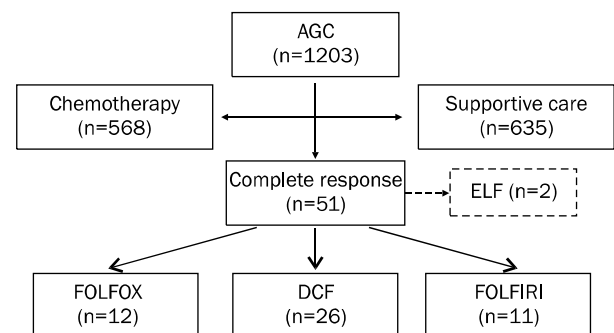 AGC
(n=1203)
Chemotherapy
(n=568)
Supportive care
(n=635)
Complete response
(n=51)
ELF (n=2)
FOLFOX
(n=12)
DCF
(n=26)
FOLFIRI
(n=11)